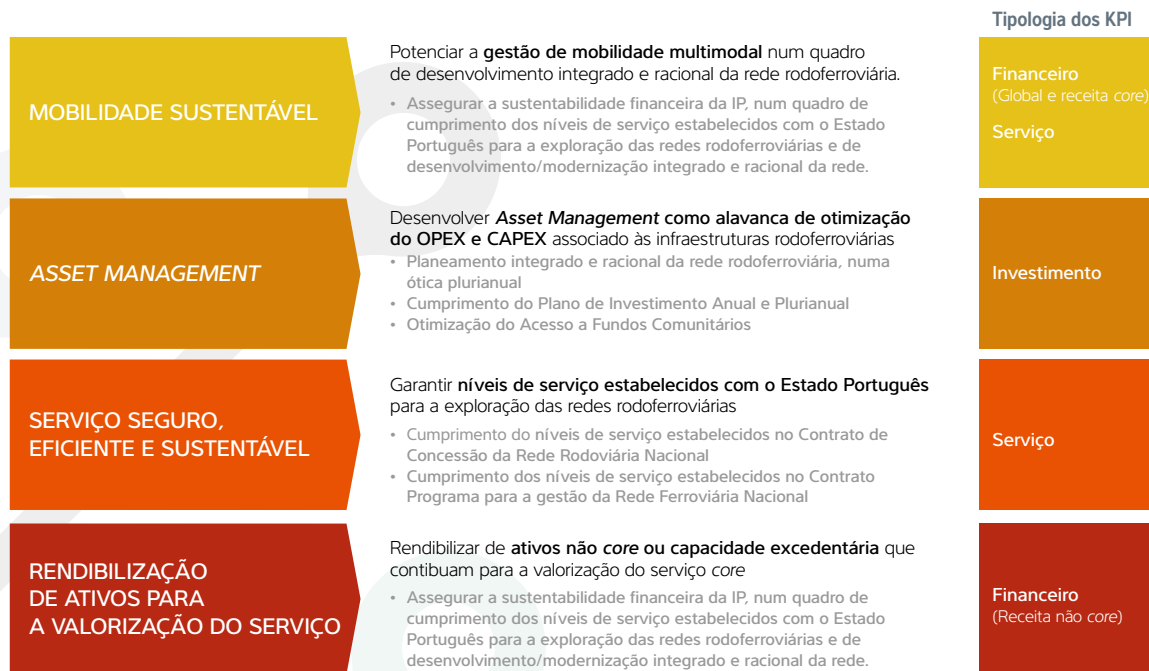 Tipologia dos KPI
MOBILIDADE SUSTENTÁVEL
Potenciar a gestão de mobilidade multimodal num quadro
de desenvolvimento integrado e racional da rede rodoferroviária.
• Assegurar a sustentabilidade financeira da IP, num quadro de
cumprimento dos níveis de serviço estabelecidos com o Estado
Português para a exploração das redes rodoferroviárias e de
desenvolvimento/modernização integrado e racional da rede.
Financeiro
(Global e receita core)
Serviço
ASSET MANAGEMENT
Desenvolver Asset Management como alavanca de otimização
do OPEX e CAPEX associado às infraestruturas rodoferroviárias
• Planeamento integrado e racional da rede rodoferroviária, numa
ótica plurianual
• Cumprimento do Plano de Investimento Anual e Plurianual
• Otimização do Acesso a Fundos Comunitários
Investimento
SERVIÇO SEGURO,
EFICIENTE E SUSTENTÁVEL
Garantir níveis de serviço estabelecidos com o Estado Português
para a exploração das redes rodoferroviárias
• Cumprimento do níveis de serviço estabelecidos no Contrato de
Concessão da Rede Rodoviária Nacional
• Cumprimento dos níveis de serviço estabelecidos no Contrato
Programa para a gestão da Rede Ferroviária Nacional
Serviço
RENDIBILIZAÇÃO
DE ATIVOS PARA
A VALORIZAÇÃO DO SERVIÇO
Rendibilizar de ativos não core ou capacidade excedentária que
contibuam para a valorização do serviço core
• Assegurar a sustentabilidade financeira da IP, num quadro de
cumprimento dos níveis de serviço estabelecidos com o Estado
Português para a exploração das redes rodoferroviárias e de
desenvolvimento/modernização integrado e racional da rede.
Financeiro
(Receita não core)